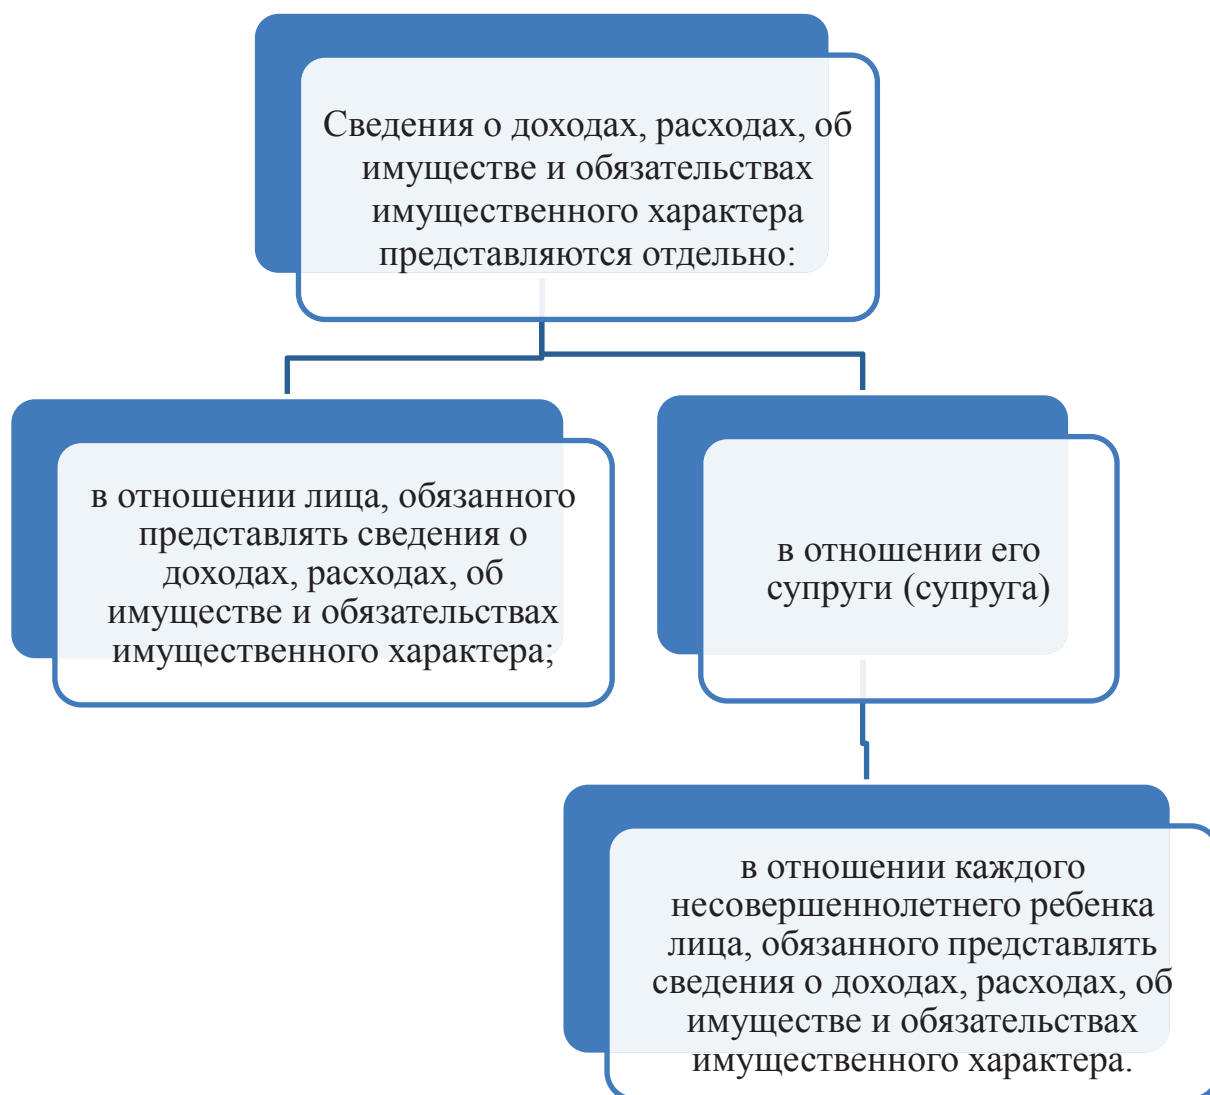 Сведения о доходах, расходах, об
имуществе и обязательствах
имущественного характера
представляются отдельно:
в отношении лица, обязанного
представлять сведения о
доходах, расходах, об
имуществе и обязательствах
имущественного характера;
в отношении его
супруги (супруга)
в отношении каждого
несовершеннолетнего ребенка
лица, обязанного представлять
сведения о доходах, расходах, об
имуществе и обязательствах
имущественного характера.